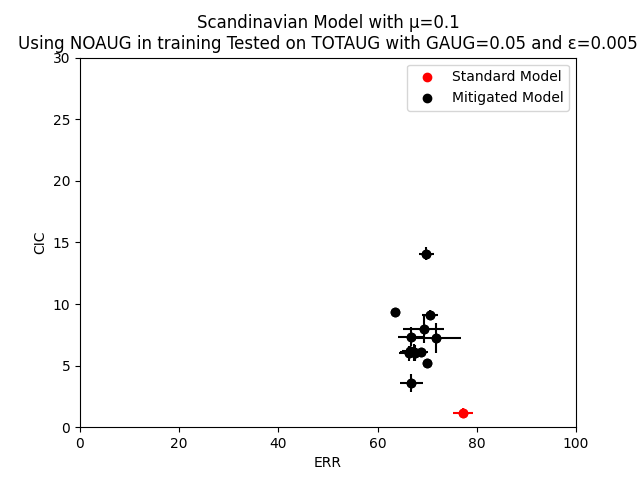 Scandinavian Model with μ=0.1
Using NOAUG in training Tested on TOTAUG with GAUG=0.05 and ε=0.005
Standard Model
Mitigated Model
30
25
20
15
10
5
0
CIC
0 20 40 60 80 100
ERR